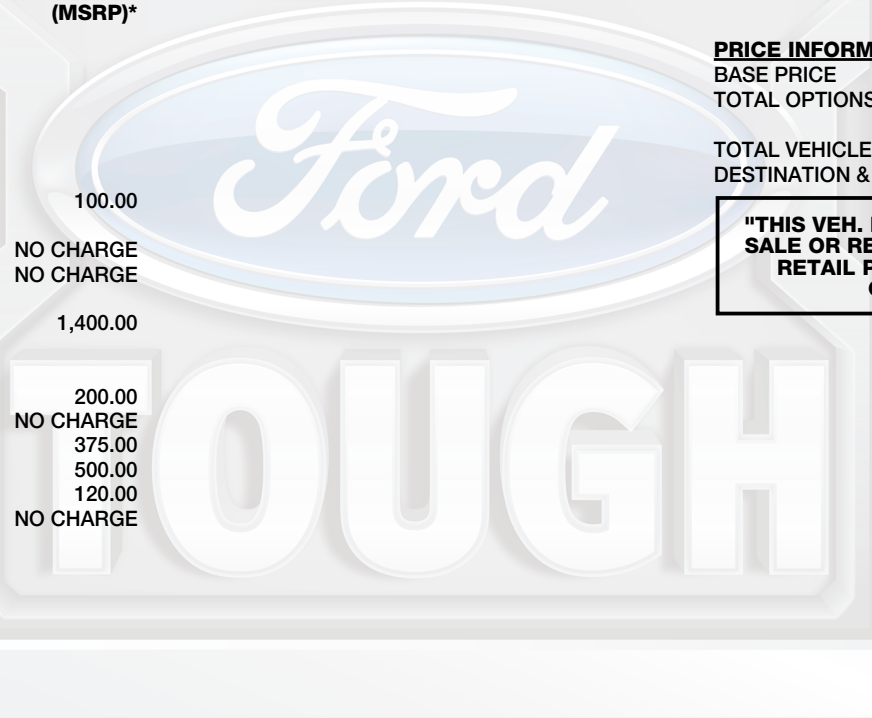 (MSRP)*
100.00
NO CHARGE
NO CHARGE
1,400.00
200.00
NO CHARGE
375.00
500.00
120.00
NO CHARGE
PRICE INFORM
BASE PRICE
TOTAL OPTIONS
TOTAL VEHICLE
DESTINATION &
"THIS VEH.
SALE OR RE
RETAIL P
Ford
TOUGH